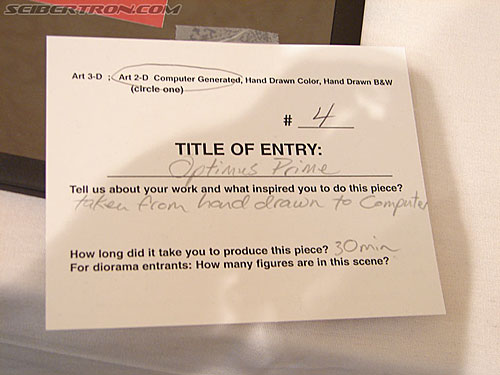 SEIBERTRON.COM
Art 3-D ; Art 2-D Computer Generated, Hand Drawn Color, Hand Drawn B&W
(circle one)
# 4
TITLE OF ENTRY:
Optimus Prime
Tell us about your work and what inspired you to do this piece?
taken from hand drawn to Computer
How long did it take you to produce this piece? 30min
For diorama entrants: How many figures are in this scene?